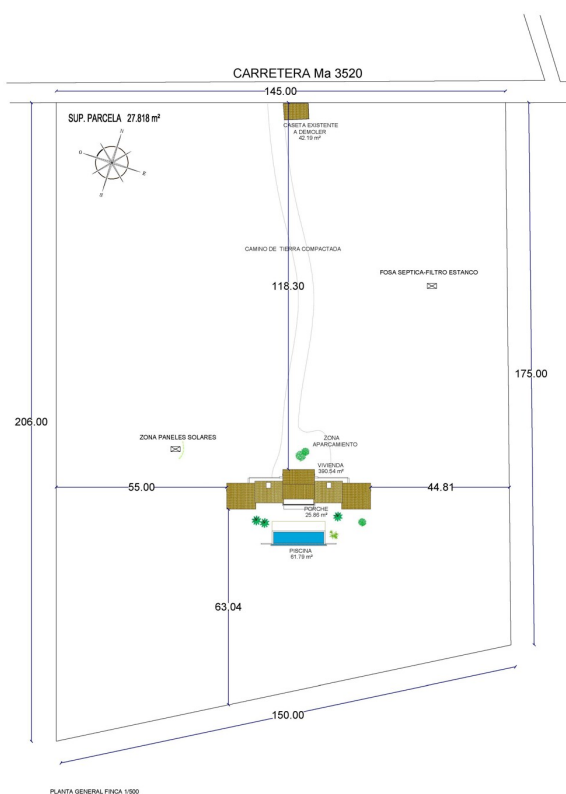 CARRETERA Ma 3520
145.00
SUP. PARCELA 27.818 m²
N
O
E
S
CASETA EXISTENTE
A DEMOLER
42.19 m²
CAMINO DE TIERRA COMPACTADA
FOSA SEPTICA-FILTRO ESTANCO
118.30
175.00
206.00
ZONA PANELES SOLARES
ZONA
APARCAMIENTO
VIVIENDA
390.54 m²
55.00
44.81
PORCHE
25.86 m²
PISCINA
61.79 m²
63.04
150.00
PLANTA GENERAL FINCA 1/500